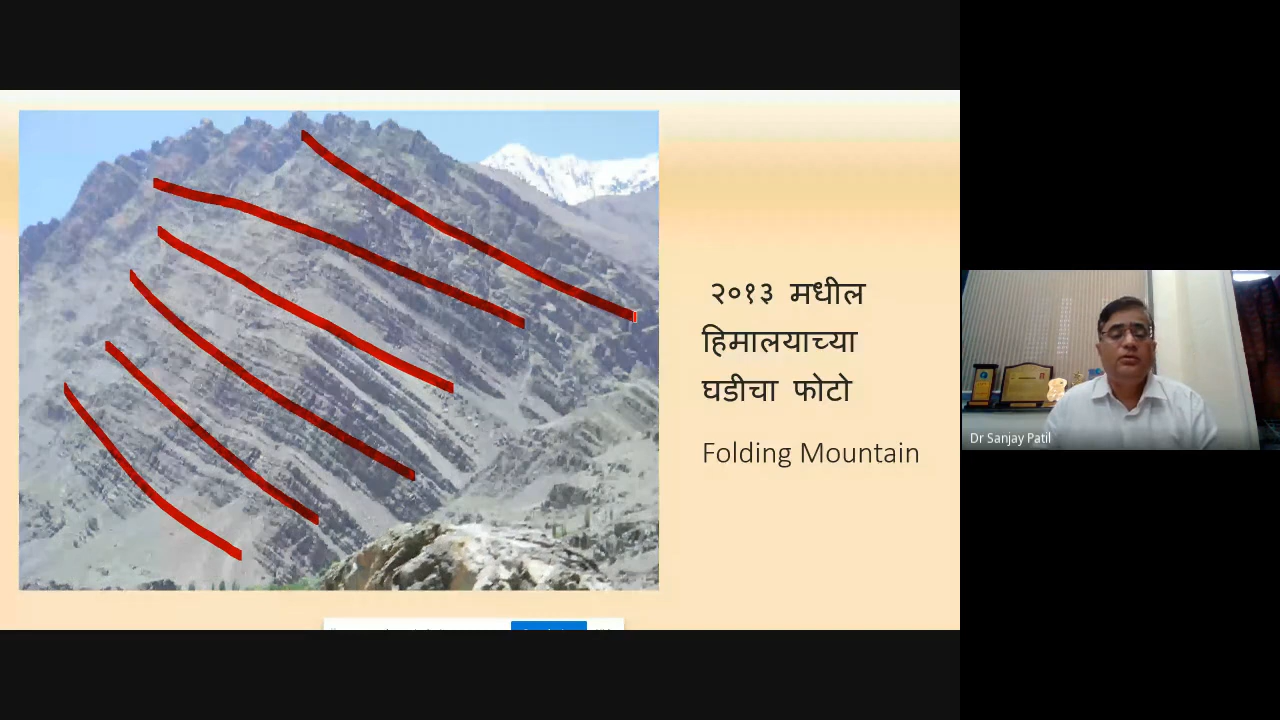 २०१३ मधील
हिमालयाच्या
घडीचा फोटो
Folding Mountain
Dr Sanjay Patil